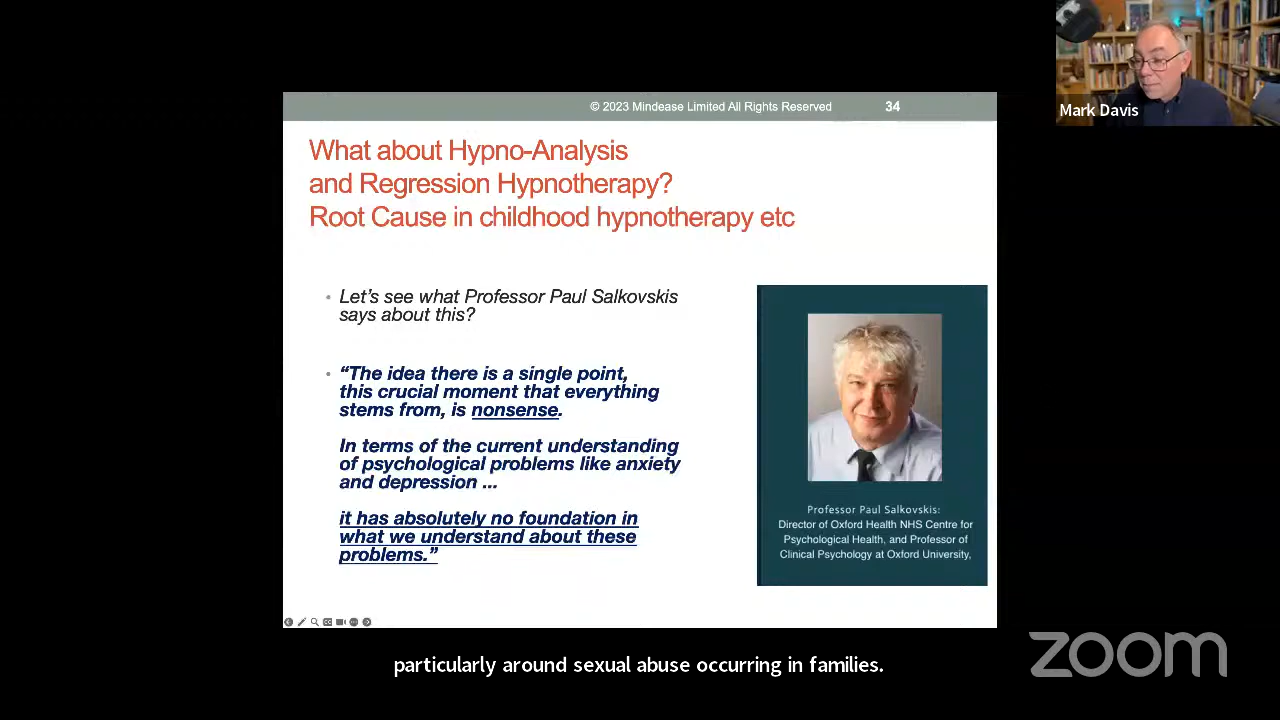 © 2023 Mindease Limited All Rights Reserved
34
Mark Davis
What about Hypno-Analysis
and Regression Hypnotherapy?
Root Cause in childhood hypnotherapy etc
• Let’s see what Professor Paul Salkovskis
says about this?
• “The idea there is a single point,
this crucial moment that everything
stems from, is nonsense.
In terms of the current understanding
of psychological problems like anxiety
and depression ...
it has absolutely no foundation in
what we understand about these
problems.”
Professor Paul Salkovskis:
Director of Oxford Health NHS Centre for
Psychological Health, and Professor of
Clinical Psychology at Oxford University,
particularly around sexual abuse occurring in families.
zoom